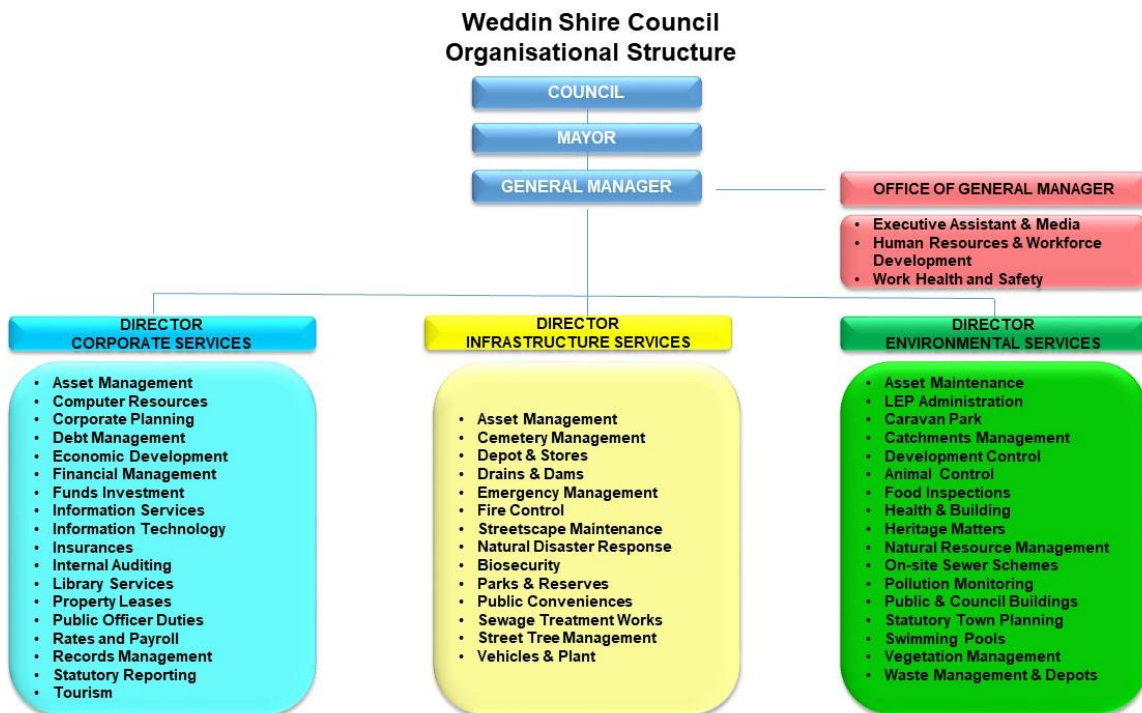 Weddin Shire Council
Organisational Structure
COUNCIL
MAYOR
GENERAL MANAGER
OFFICE OF GENERAL MANAGER
• Executive Assistant & Media
• Human Resources & Workforce
Development
• Work Health and Safety
DIRECTOR
CORPORATE SERVICES
• Asset Management
• Computer Resources
• Corporate Planning
• Debt Management
• Economic Development
• Financial Management
• Funds Investment
• Information Services
• Information Technology
• Insurances
• Internal Auditing
• Library Services
• Property Leases
• Public Officer Duties
• Rates and Payroll
• Records Management
• Statutory Reporting
• Tourism
DIRECTOR
INFRASTRUCTURE SERVICES
• Asset Management
• Cemetery Management
• Depot & Stores
• Drains & Dams
• Emergency Management
• Fire Control
• Streetscape Maintenance
• Natural Disaster Response
• Biosecurity
• Parks & Reserves
• Public Conveniences
• Sewage Treatment Works
• Street Tree Management
• Vehicles & Plant
DIRECTOR
ENVIRONMENTAL SERVICES
• Asset Maintenance
• LEP Administration
• Caravan Park
• Catchments Management
• Development Control
• Animal Control
• Food Inspections
• Health & Building
• Heritage Matters
• Natural Resource Management
• On-site Sewer Schemes
• Pollution Monitoring
• Public & Council Buildings
• Statutory Town Planning
• Swimming Pools
• Vegetation Management
• Waste Management & Depots